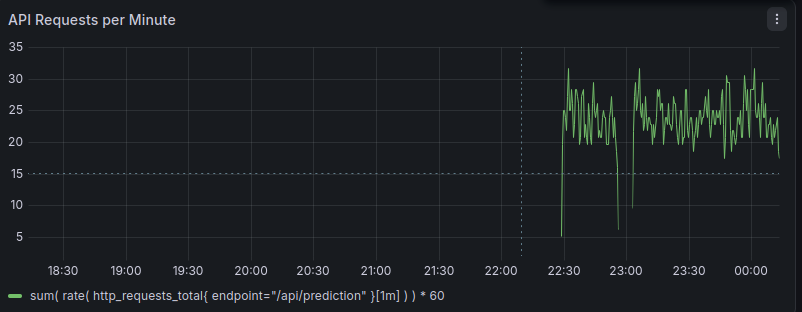 API Requests per Minute
35
30
25
20
15
10
5
18:30 19:00 19:30 20:00 20:30 21:00 21:30 22:00 22:30 23:00 23:30 00:00
sum( rate( http_requests_total{ endpoint="/api/prediction" }[1m] ) ) * 60